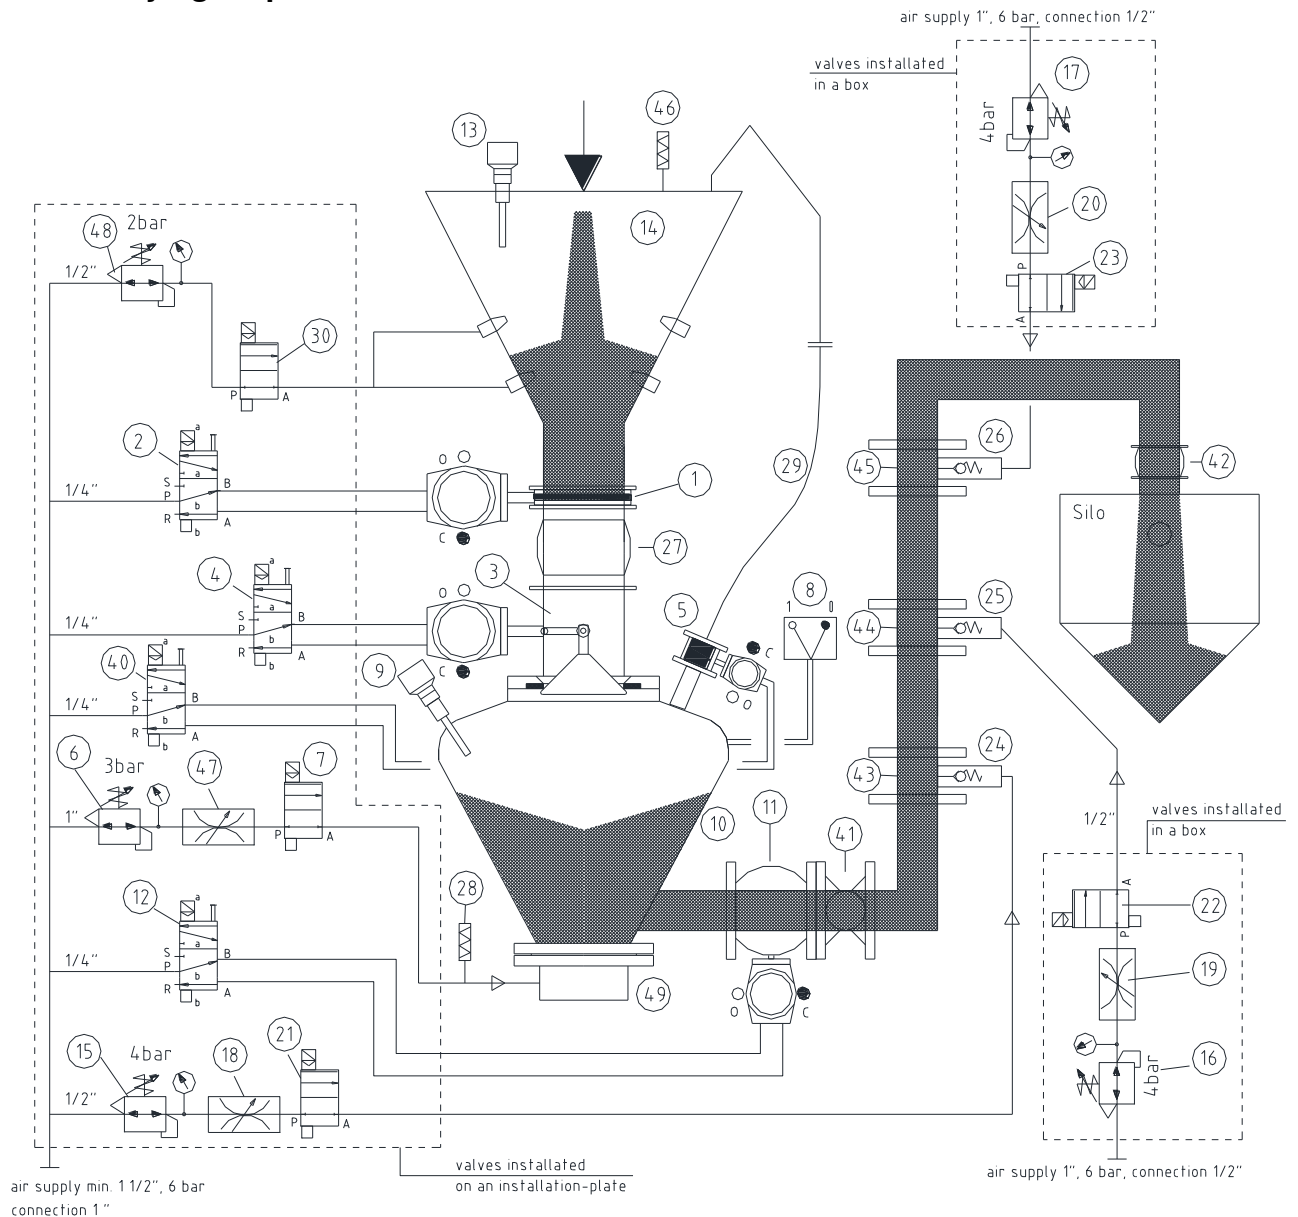 air supply 1", 6 bar, connection 1/2"
valves installated
in a box
17
4bar
20
P
23
A
13
46
14
48
2bar
1/2"
30
P
A
2
a
S
a
P
B
1/4"
R
b
A
O
C
1
27
29
26
45
42
Silo
4
a
S
a
P
B
1/4"
R
b
b
A
O
C
3
5
C
O
8
1
0
25
44
40
S
a
P
B
1/4"
R
b
b
A
9
6
3bar
1"
47
7
P
A
10
11
41
24
43
1/2"
valves installated
in a box
A
22
P
19
16
4bar
12
a
S
a
P
B
1/4"
R
b
b
A
28
49
O
C
15
4bar
1/2"
18
21
P
A
valves installated
on an installation-plate
air supply min. 1 1/2", 6 bar
connection 1 "
air supply 1", 6 bar, connection 1/2"